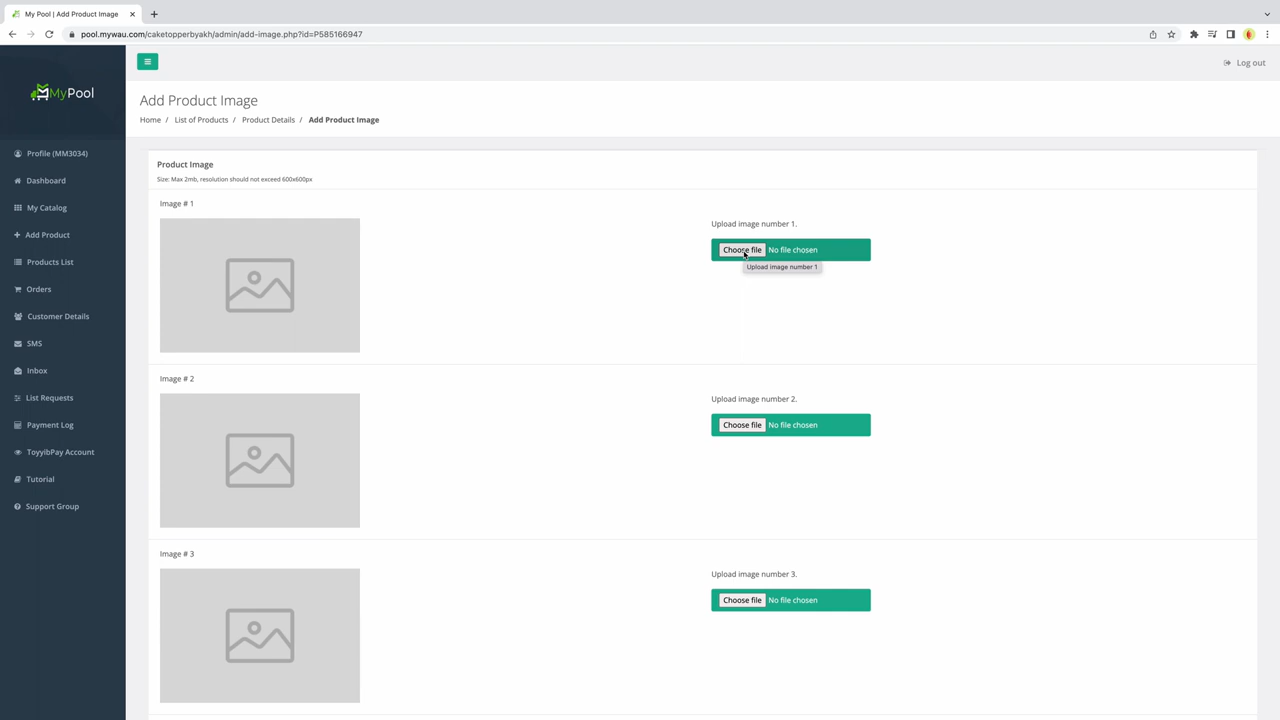 My Pool | Add Product Image
pool.mywau.com/caketopperbyakh/admin/add-image.php?id=P585166947
MyPool
Log out
Add Product Image
Home / List of Products / Product Details / Add Product Image
Profile (MM3034)
Dashboard
My Catalog
Add Product
Products List
Orders
Customer Details
SMS
Inbox
List Requests
Payment Log
ToyyibPay Account
Tutorial
Support Group
Product Image
Size: Max 2mb, resolution should not exceed 600x600px
Image # 1
Upload image number 1.
Choose file No file chosen
Upload image number 1
Image # 2
Upload image number 2.
Choose file No file chosen
Image # 3
Upload image number 3.
Choose file No file chosen